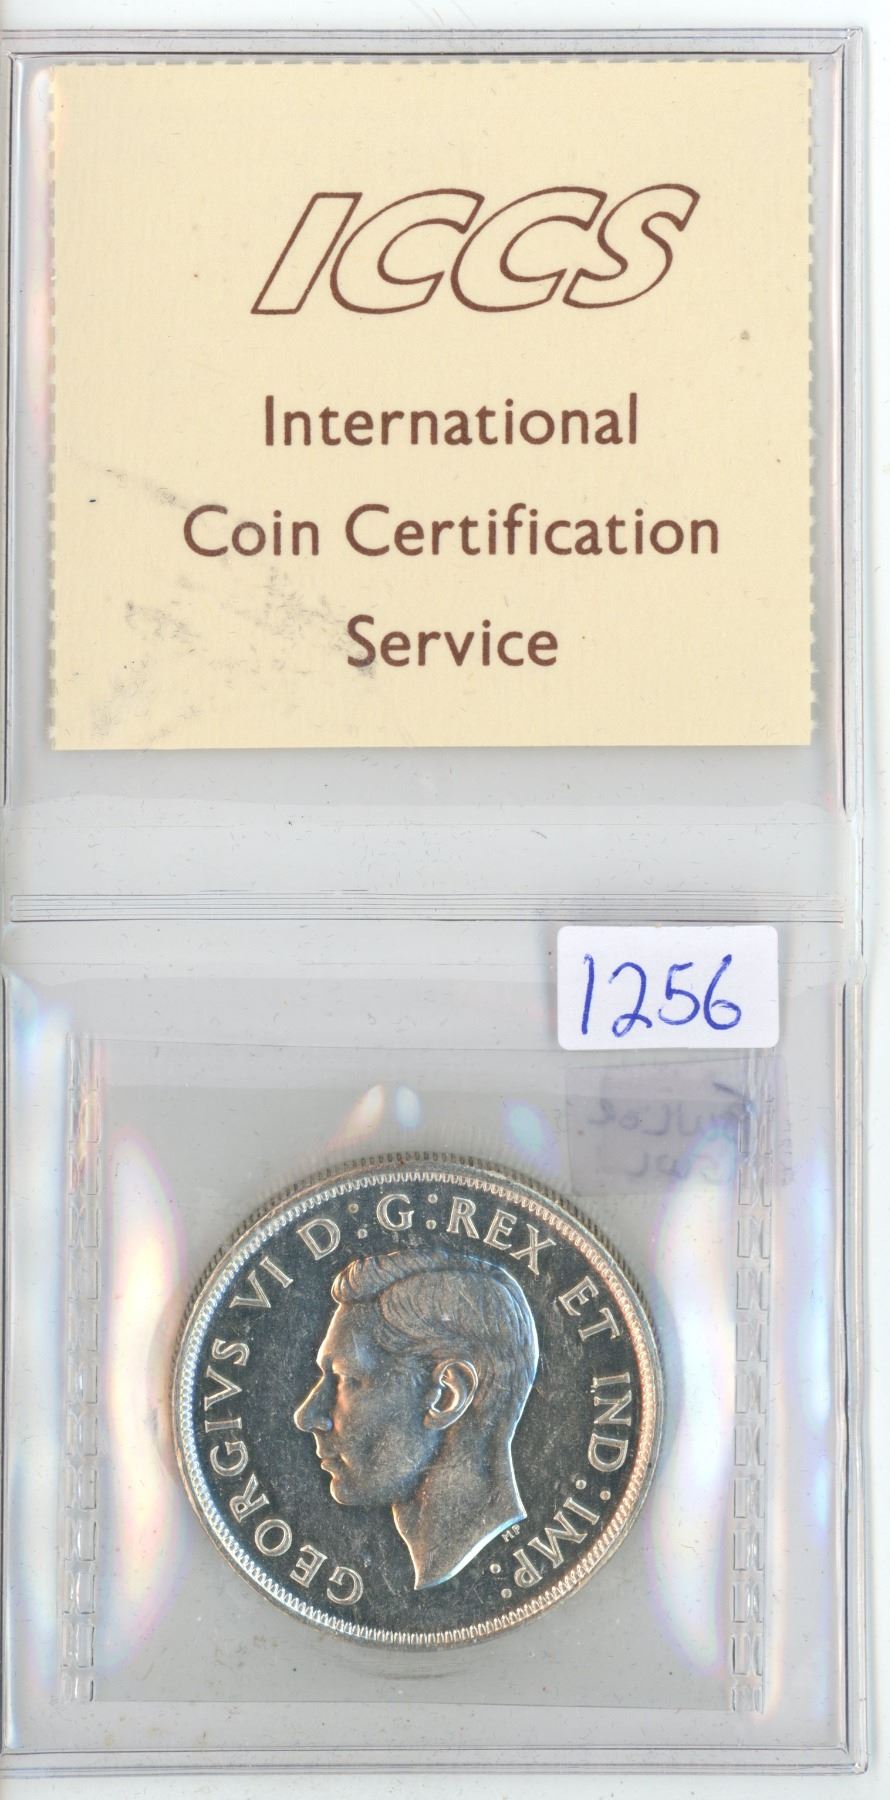 ICCS
International
Coin Certification
Service
1256
GEORGIVS VI D:G:REX ET IND:IMP:
HP